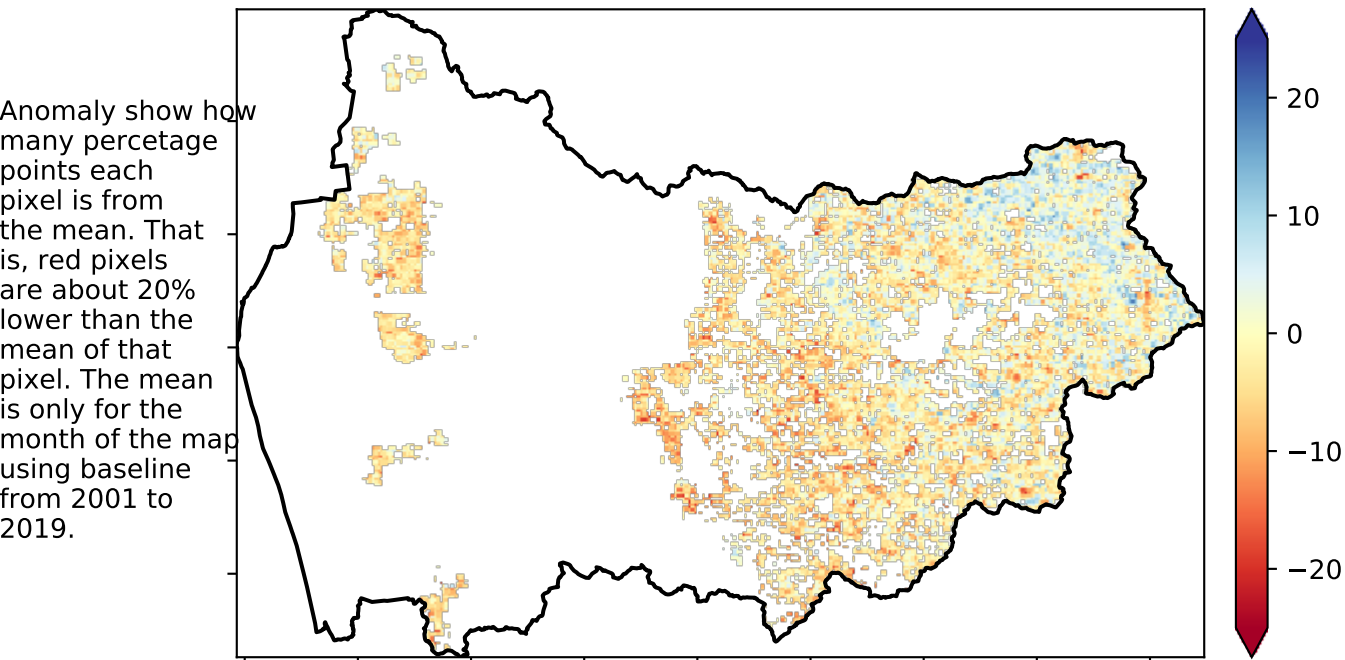 Anomaly show how
many percetage
points each
pixel is from
the mean. That
is, red pixels
are about 20%
lower than the
mean of that
pixel. The mean
is only for the
month of the map
using baseline
from 2001 to
2019.
20
10
0
−10
−20